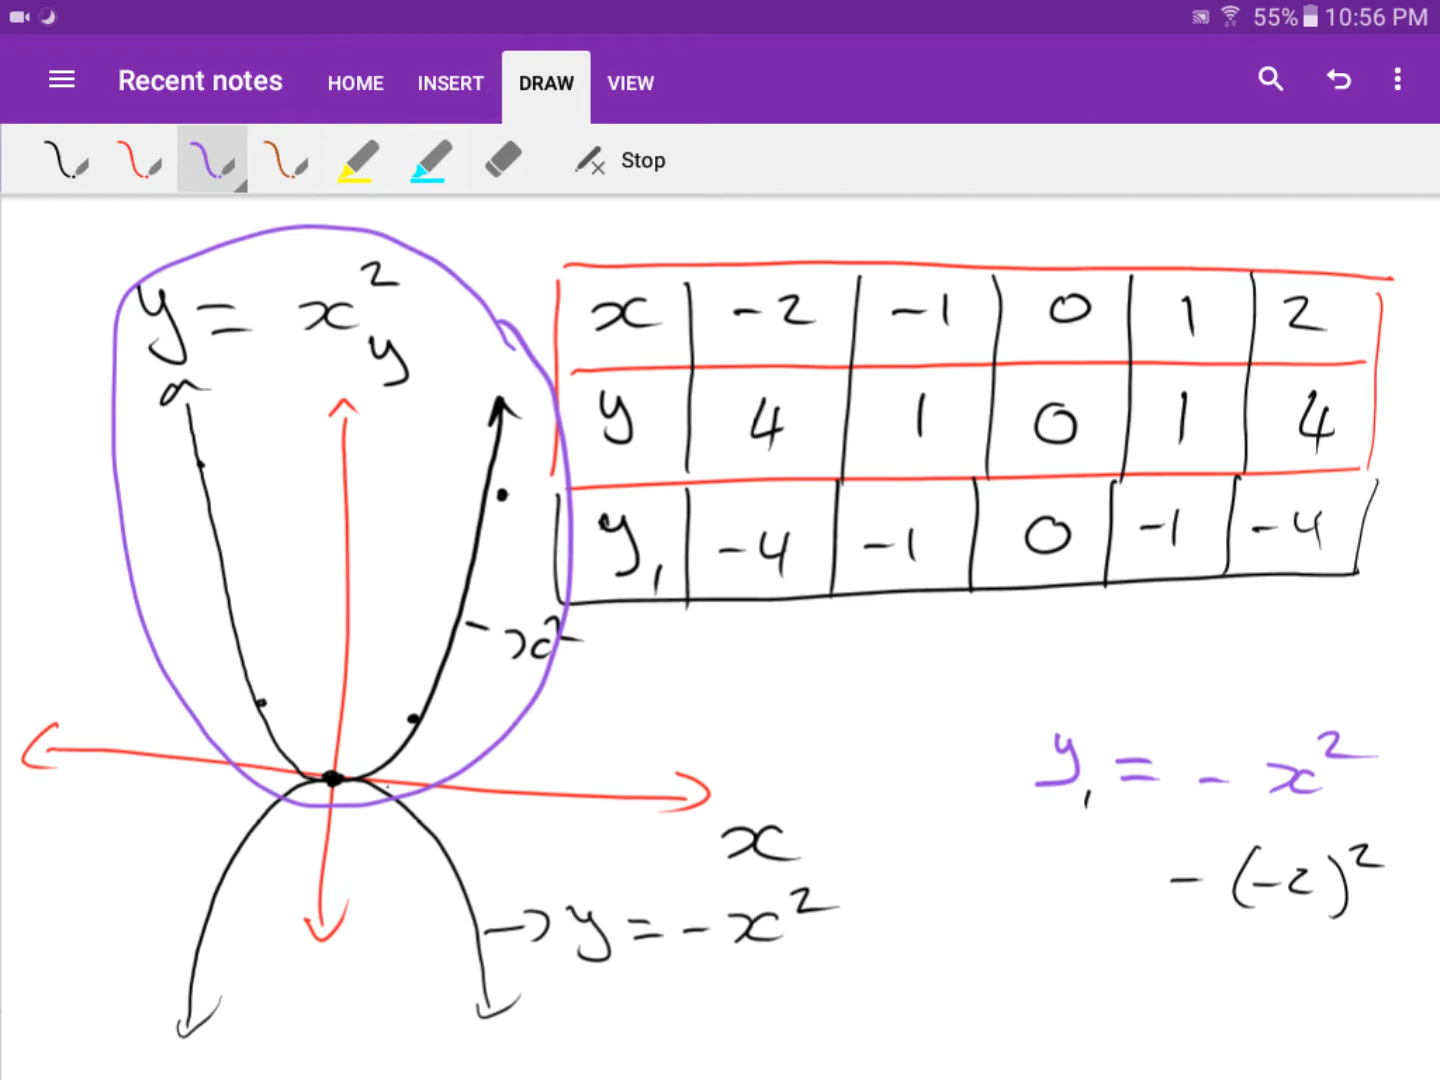 55% 10:56 PM
Recent notes HOME INSERT DRAW VIEW
Stop
y = x²
y
x -2 -1 0 1 2
y 4 1 0 1 4
y₁ -4 -1 0 -1 -4
→x²
x
→ y = -x²
y₁ = -x²
-(-2)²